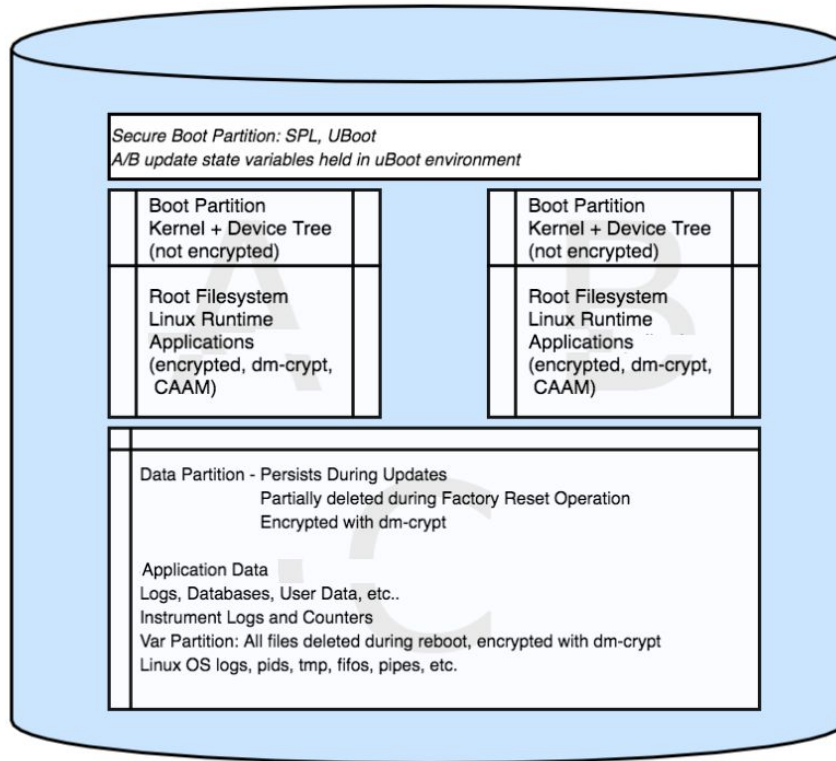 Secure Boot Partition: SPL, UBoot
A/B update state variables held in uBoot environment
A
Boot Partition
Kernel + Device Tree
(not encrypted)
Root Filesystem
Linux Runtime
Applications
(encrypted, dm-crypt,
CAAM)
B
Boot Partition
Kernel + Device Tree
(not encrypted)
Root Filesystem
Linux Runtime
Applications
(encrypted, dm-crypt,
CAAM)
C
Data Partition - Persists During Updates
Partially deleted during Factory Reset Operation
Encrypted with dm-crypt
Application Data
Logs, Databases, User Data, etc..
Instrument Logs and Counters
Var Partition: All files deleted during reboot, encrypted with dm-crypt
Linux OS logs, pids, tmp, fifos, pipes, etc.